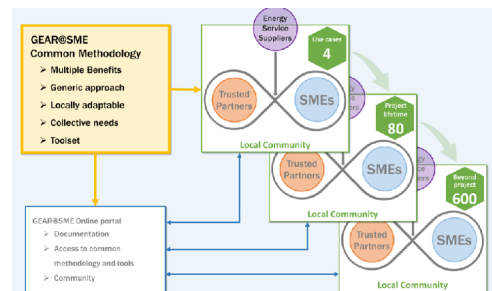 GEAR@SME
Common Methodology
Multiple Benefits
Generic approach
Locally adaptable
Collective needs
Toolset
GEAR@SME Online portal
Documentation
Access to common
methodology and tools
Community
Energy
Service
Suppliers
Use cases
4
Trusted
Partners
SMEs
Local Community
Project
lifetime
80
Trusted
Partners
SMEs
Local Community
Beyond
project
600
Trusted
Partners
SMEs
Local Community